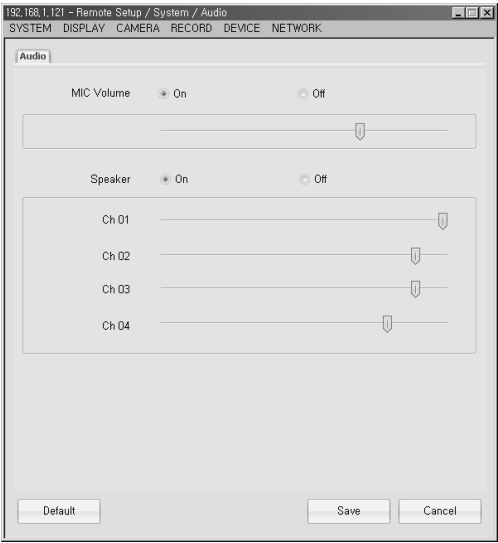 192,168,1,121 - Remote Setup / System / Audio
SYSTEM DISPLAY CAMERA RECORD DEVICE NETWORK
Audio
MIC Volume On Off
Speaker On Off
Ch 01
Ch 02
Ch 03
Ch 04
Default Save Cancel